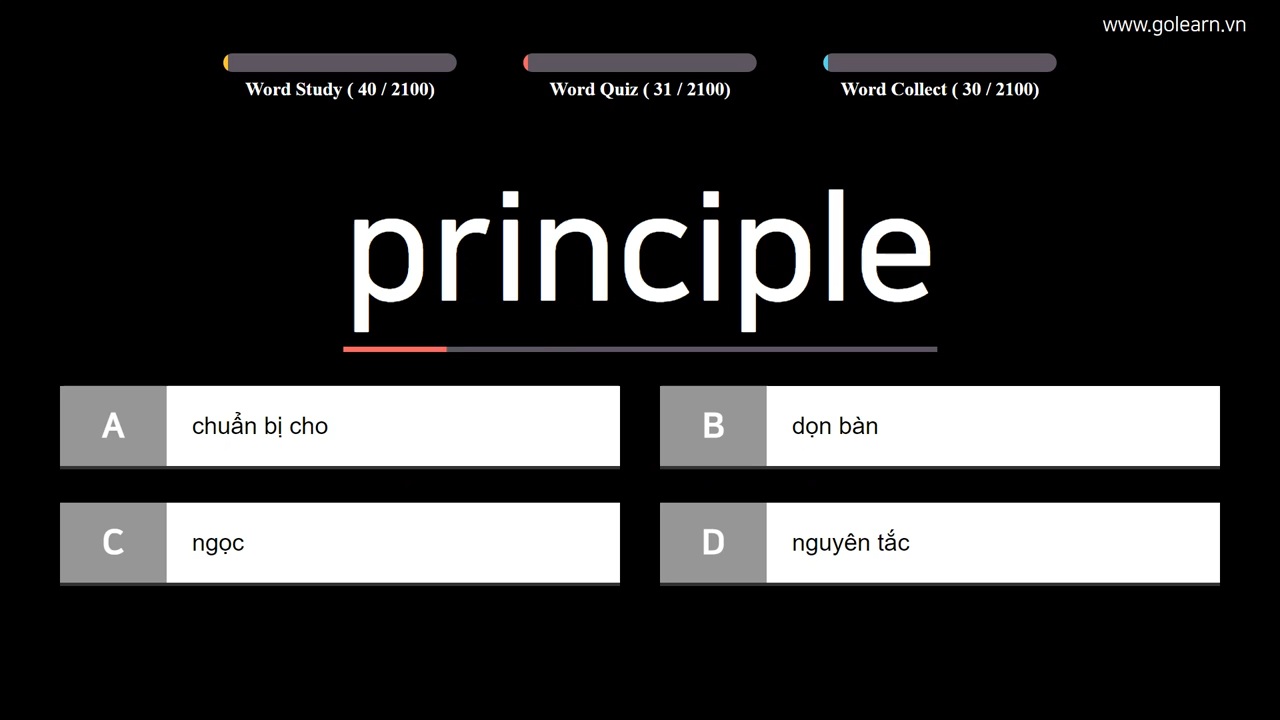 www.golearn.vn
Word Study ( 40 / 2100)
Word Quiz ( 31 / 2100)
Word Collect ( 30 / 2100)
principle
A chuẩn bị cho
B dọn bàn
C ngọc
D nguyên tắc